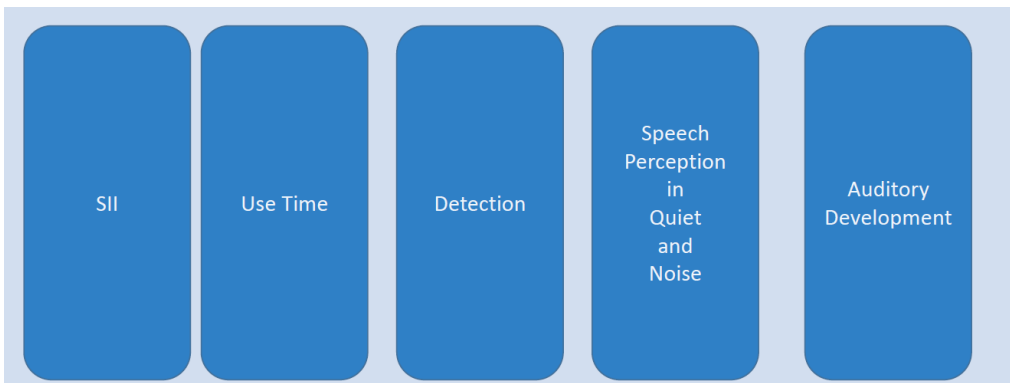 SII
Use Time
Detection
Speech
Perception
in
Quiet
and
Noise
Auditory
Development